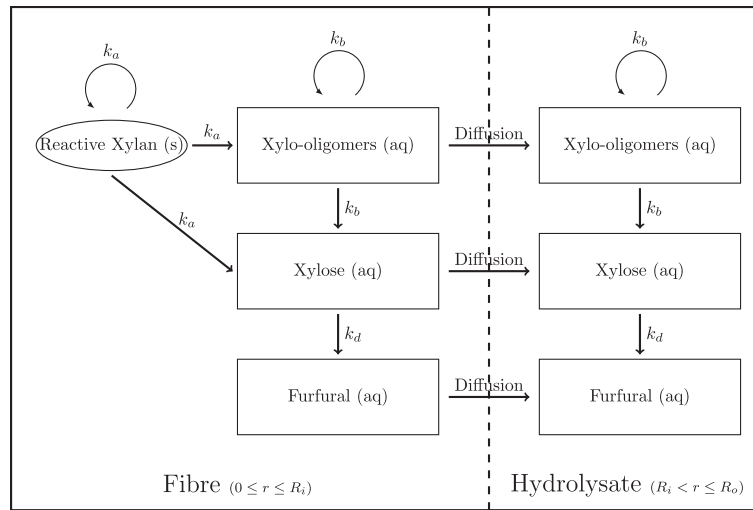 k_a
k_b
k_b
Reactive Xylan (s)
k_a
Xylo-oligomers (aq)
Diffusion
Xylo-oligomers (aq)
k_a
k_b
k_b
Xylose (aq)
Diffusion
Xylose (aq)
k_d
k_d
Furfural (aq)
Diffusion
Furfural (aq)
Fibre (0 ≤ r ≤ R_i)
Hydrolysate (R_i < r ≤ R_o)